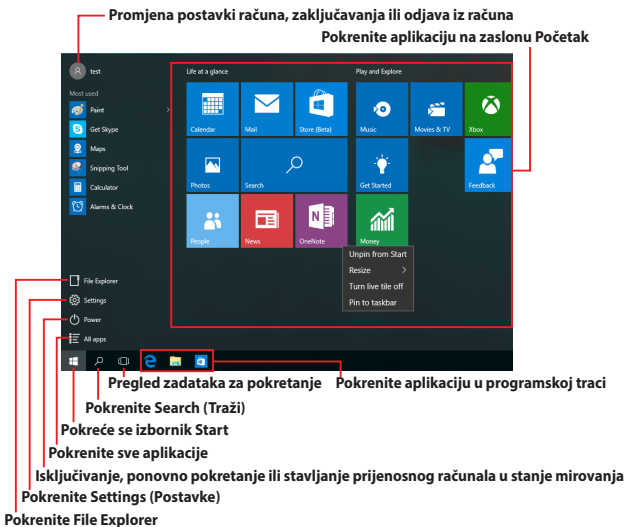 Promjena postavki računa, zaključavanja ili odjava iz računa
Pokrenite aplikaciju na zaslonu Početak
test
Most used
Paint
Get Skype
Maps
Snipping Tool
Calculator
Alarms & Clock
File Explorer
Settings
Power
All apps
Life at a glance
Play and Explore
Calendar
Mail
Store (Beta)
Music
Movies & TV
Xbox
Photos
Search
Get Started
Feedback
People
News
OneNote
Money
Unpin from Start
Resize
Turn live tile off
Pin to taskbar
Pregled zadataka za pokretanje
Pokrenite aplikaciju u programskoj traci
Pokrenite Search (Traži)
Pokreće se izbornik Start
Pokrenite sve aplikacije
Isključivanje, ponovno pokretanje ili stavljanje prijenosnog računala u stanje mirovanja
Pokrenite Settings (Postavke)
Pokrenite File Explorer